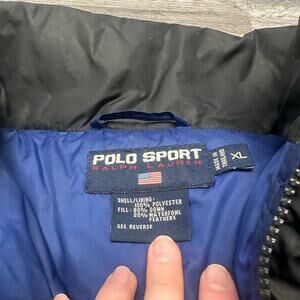 POLO SPORT
RALPH LAUREN
MADE IN
THAILAND
XL
SHELL/LINING:
100% POLYESTER
FILL: 80% DOWN
20% WATERFOWL
FEATHERS
SEE REVERSE